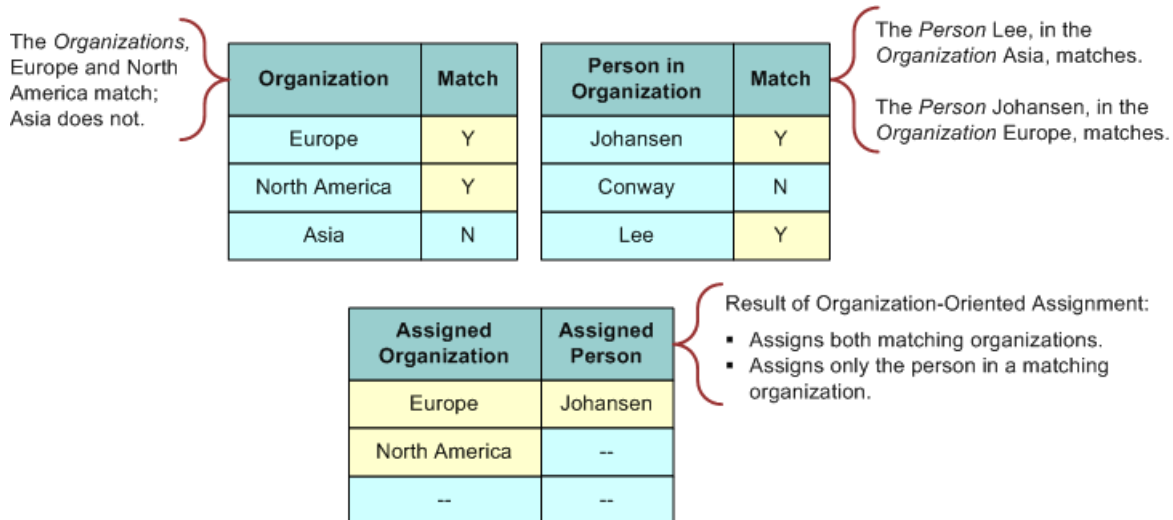 The Organizations,
Europe and North
America match;
Asia does not.
Organization Match
Europe Y
North America Y
Asia N
Person in
Organization
Match
Johansen Y
Conway N
Lee Y
The Person Lee, in the
Organization Asia, matches.
The Person Johansen, in the
Organization Europe, matches.
Assigned
Organization
Assigned
Person
Europe Johansen
North America --
-- --
Result of Organization-Oriented Assignment:
▪ Assigns both matching organizations.
▪ Assigns only the person in a matching
organization.